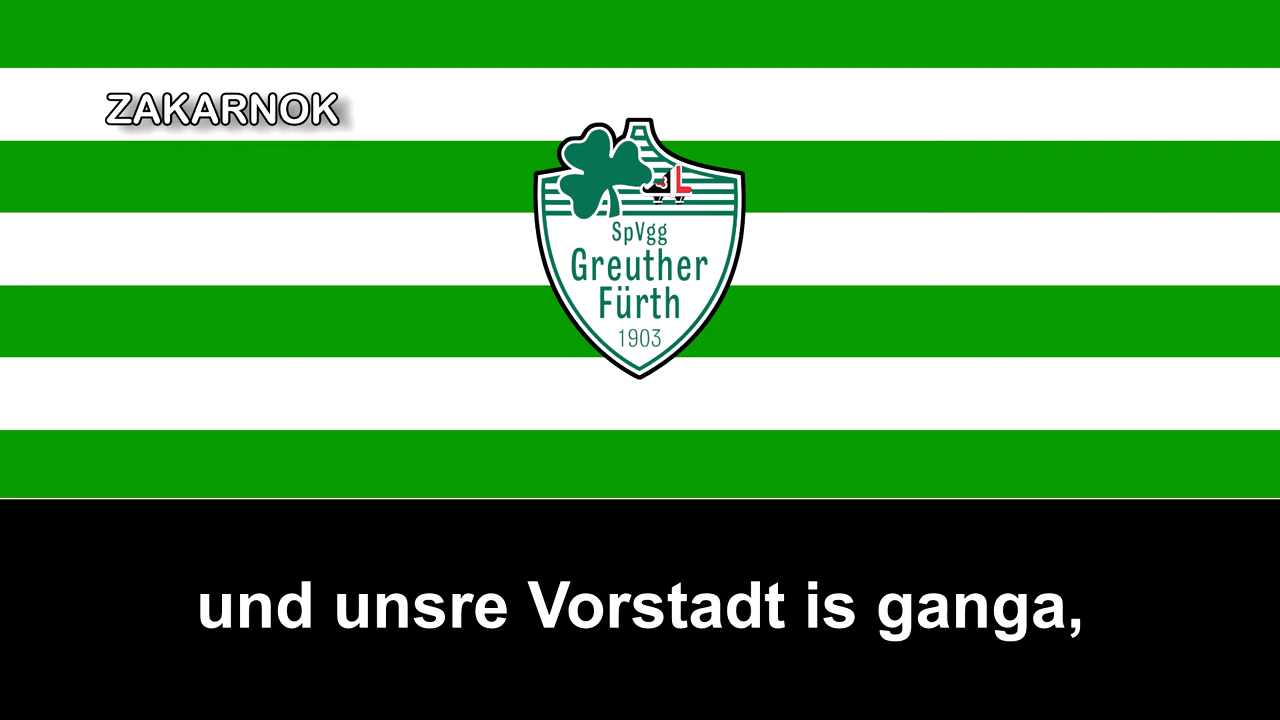 ZAKARNOK
SpVgg
Greuther
Fürth
1903
und unsre Vorstadt is ganga,